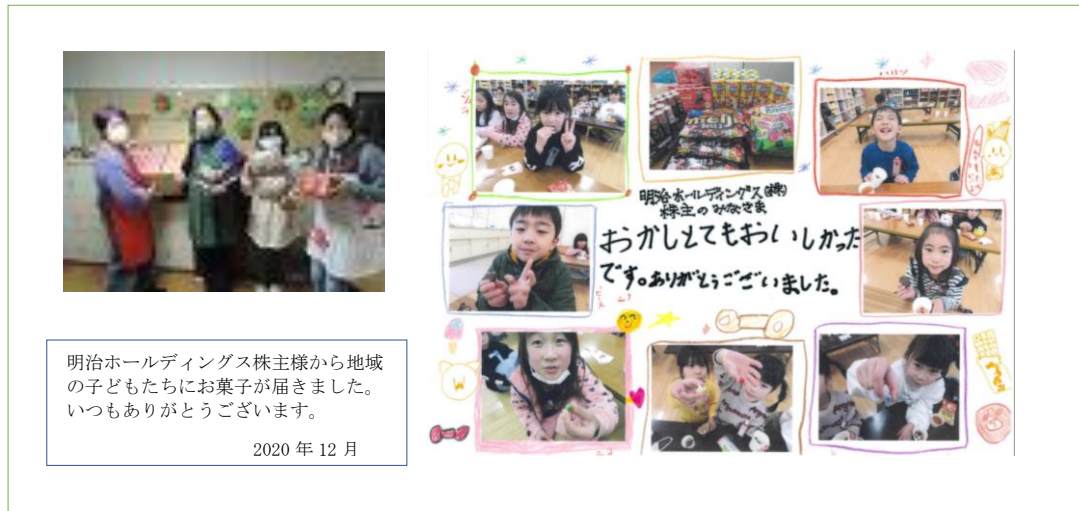 明治ホールディングス㈱
株主のみなさま
おかしとてもおいしかった
です。ありがとうございました。
meiji
明治ホールディングス株主様から地域
の子どもたちにお菓子が届きました。
いつもありがとうございます。
2020 年 12 月